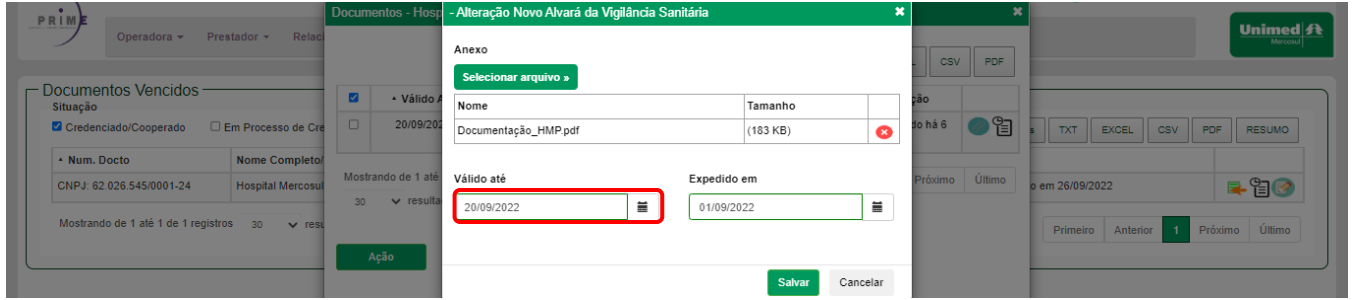 PRIME
Operadora Prestador Relaci
Unimed
Mercosul
Documentos - Hosp
- Alteração Novo Alvará da Vigilância Sanitária
Anexo
Selecionar arquivo »
Nome Tamanho
Documentação_HMP.pdf (183 KB)
Válido até Expedido em
20/09/2022 01/09/2022
Salvar Cancelar
CSV PDF
Válido A ção
20/09/202 do há 6
Mostrando de 1 até Próximo Último
30 resulta
Ação
Documentos Vencidos
Situação
Credenciado/Cooperado Em Processo de Cre
TXT EXCEL CSV PDF RESUMO
Num. Docto Nome Completo/
CNPJ: 62.026.545/0001-24 Hospital Mercosul o em 26/09/2022
Mostrando de 1 até 1 de 1 registros 30 resu
Primeiro Anterior 1 Próximo Último